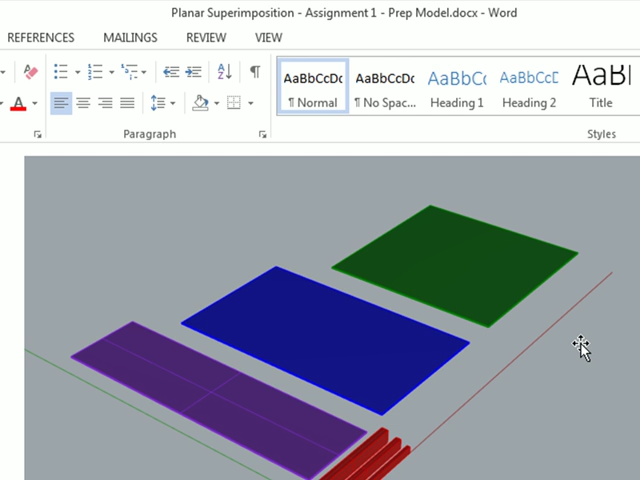 Planar Superimposition - Assignment 1 - Prep Model.docx - Word
REFERENCES MAILINGS REVIEW VIEW
AaBbCcDc AaBbCcDc AaBbCc AaBbCcD AaBl
¶ Normal ¶ No Spac... Heading 1 Heading 2 Title
Paragraph Styles